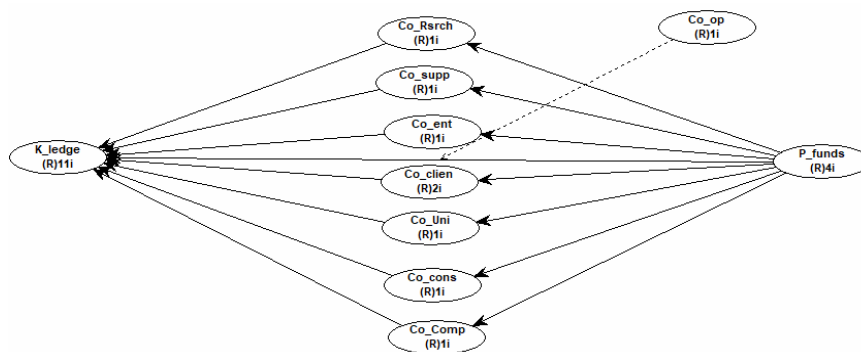 Co_Rsrch
(R)1i
Co_op
(R)1i
Co_supp
(R)1i
Co_ent
(R)1i
K_ledge
(R)11i
P_funds
(R)4i
Co_clien
(R)2i
Co_Uni
(R)1i
Co_cons
(R)1i
Co_Comp
(R)1i